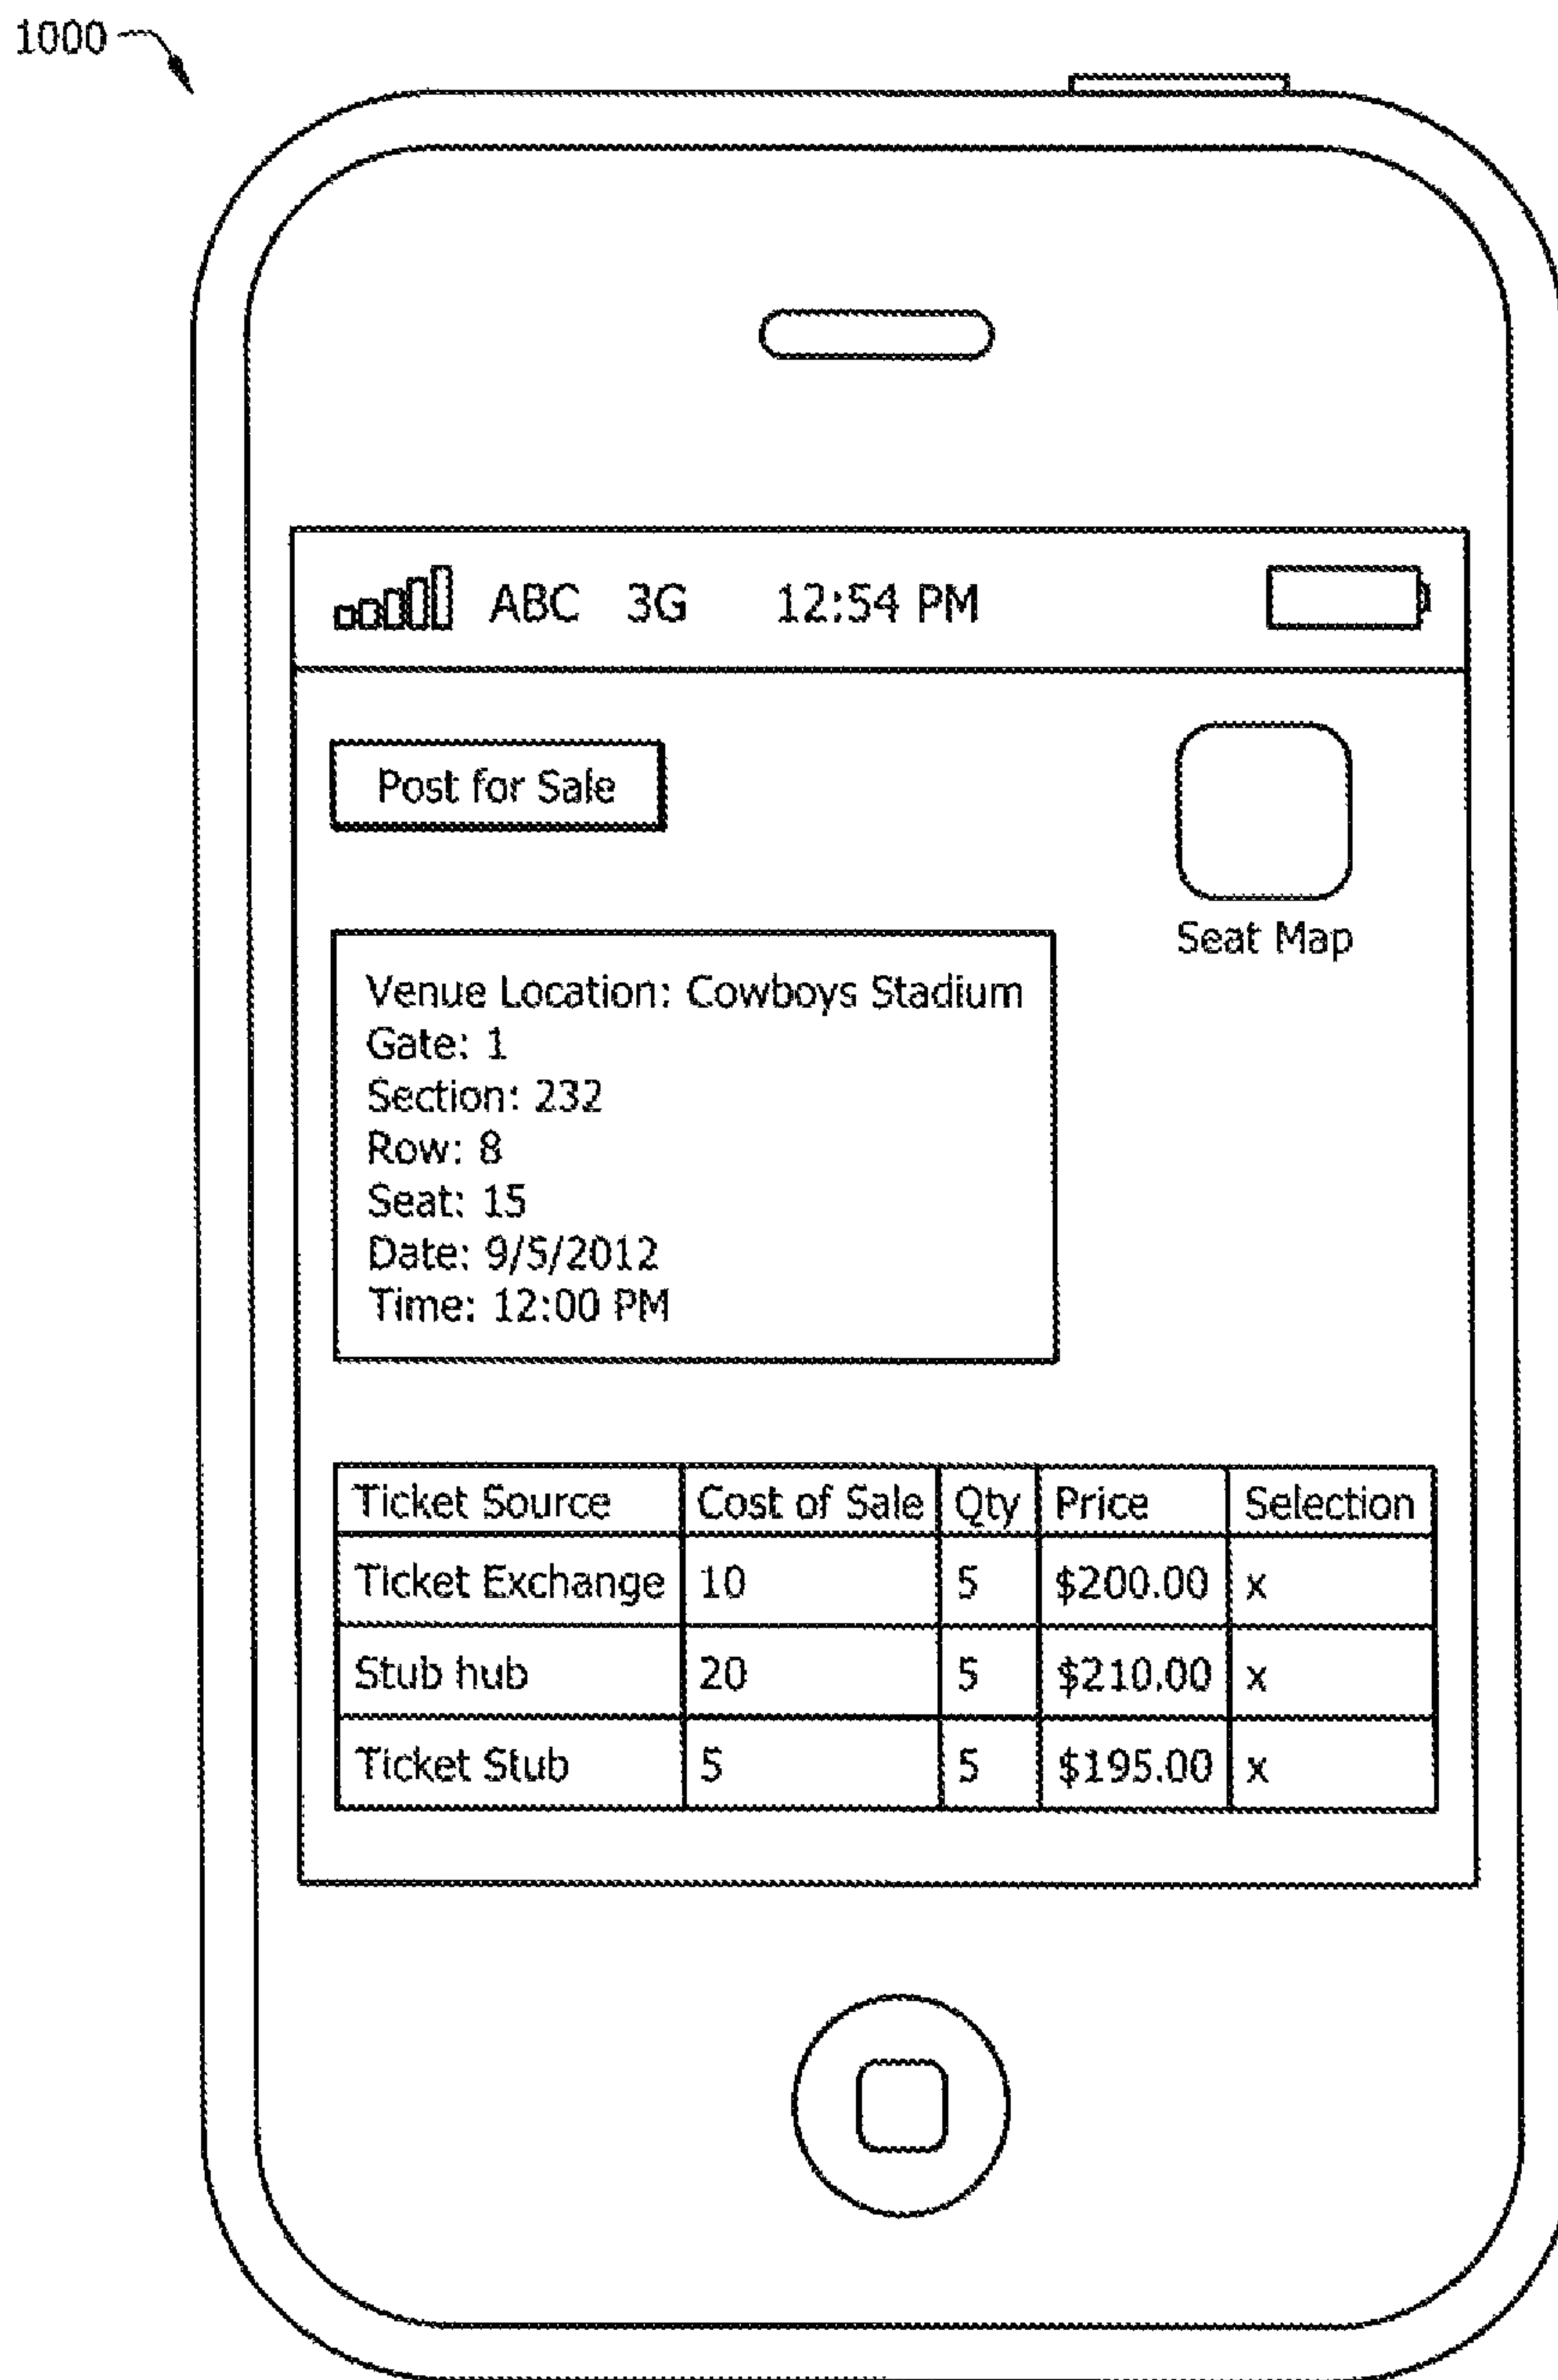 1000
ABC 3G 12:54 PM
Post for Sale
Seat Map
Venue Location: Cowboys Stadium
Gate: 1
Section: 232
Row: 8
Seat: 15
Date: 9/5/2012
Time: 12:00 PM
Ticket Source Cost of Sale Qty Price Selection
Ticket Exchange 10 5 $200.00 x
Stub hub 20 5 $210.00 x
Ticket Stub 5 5 $195.00 x